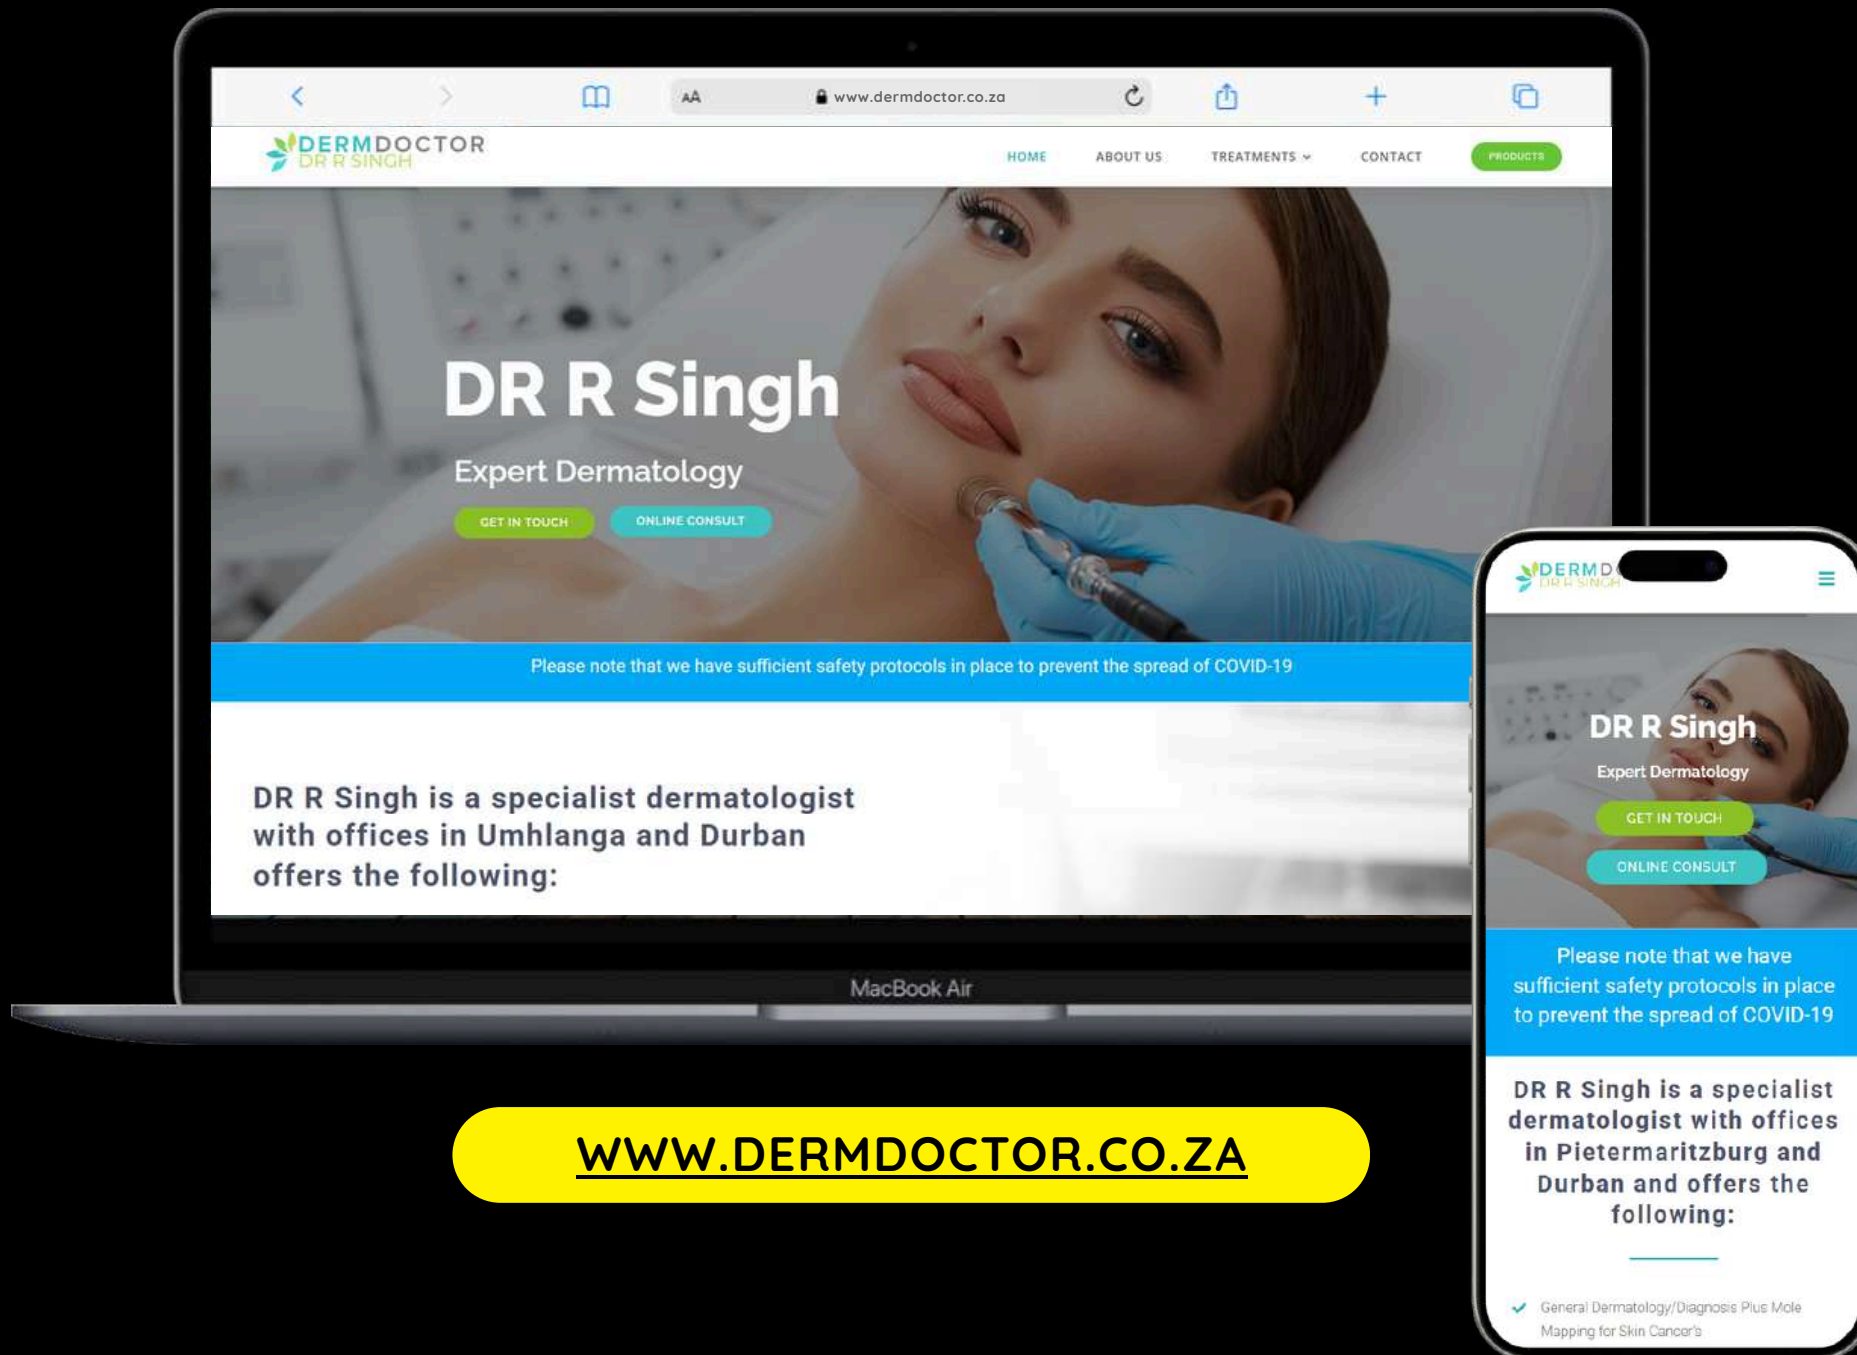 AA
www.dermdoctor.co.za
DERMDOCTOR
DR R SINGH
HOME
ABOUT US
TREATMENTS
CONTACT
PRODUCTS
DR R Singh
Expert Dermatology
GET IN TOUCH
ONLINE CONSULT
Please note that we have sufficient safety protocols in place to prevent the spread of COVID-19
DR R Singh is a specialist dermatologist
with offices in Umhlanga and Durban
offers the following:
MacBook Air
WWW.DERMDOCTOR.CO.ZA
DERMD
DR R SINGH
DR R Singh
Expert Dermatology
GET IN TOUCH
ONLINE CONSULT
Please note that we have
sufficient safety protocols in place
to prevent the spread of COVID-19
DR R Singh is a specialist
dermatologist with offices
in Pietermaritzburg and
Durban and offers the
following:
General Dermatology/Diagnosis Plus Mole
Mapping for Skin Cancer's